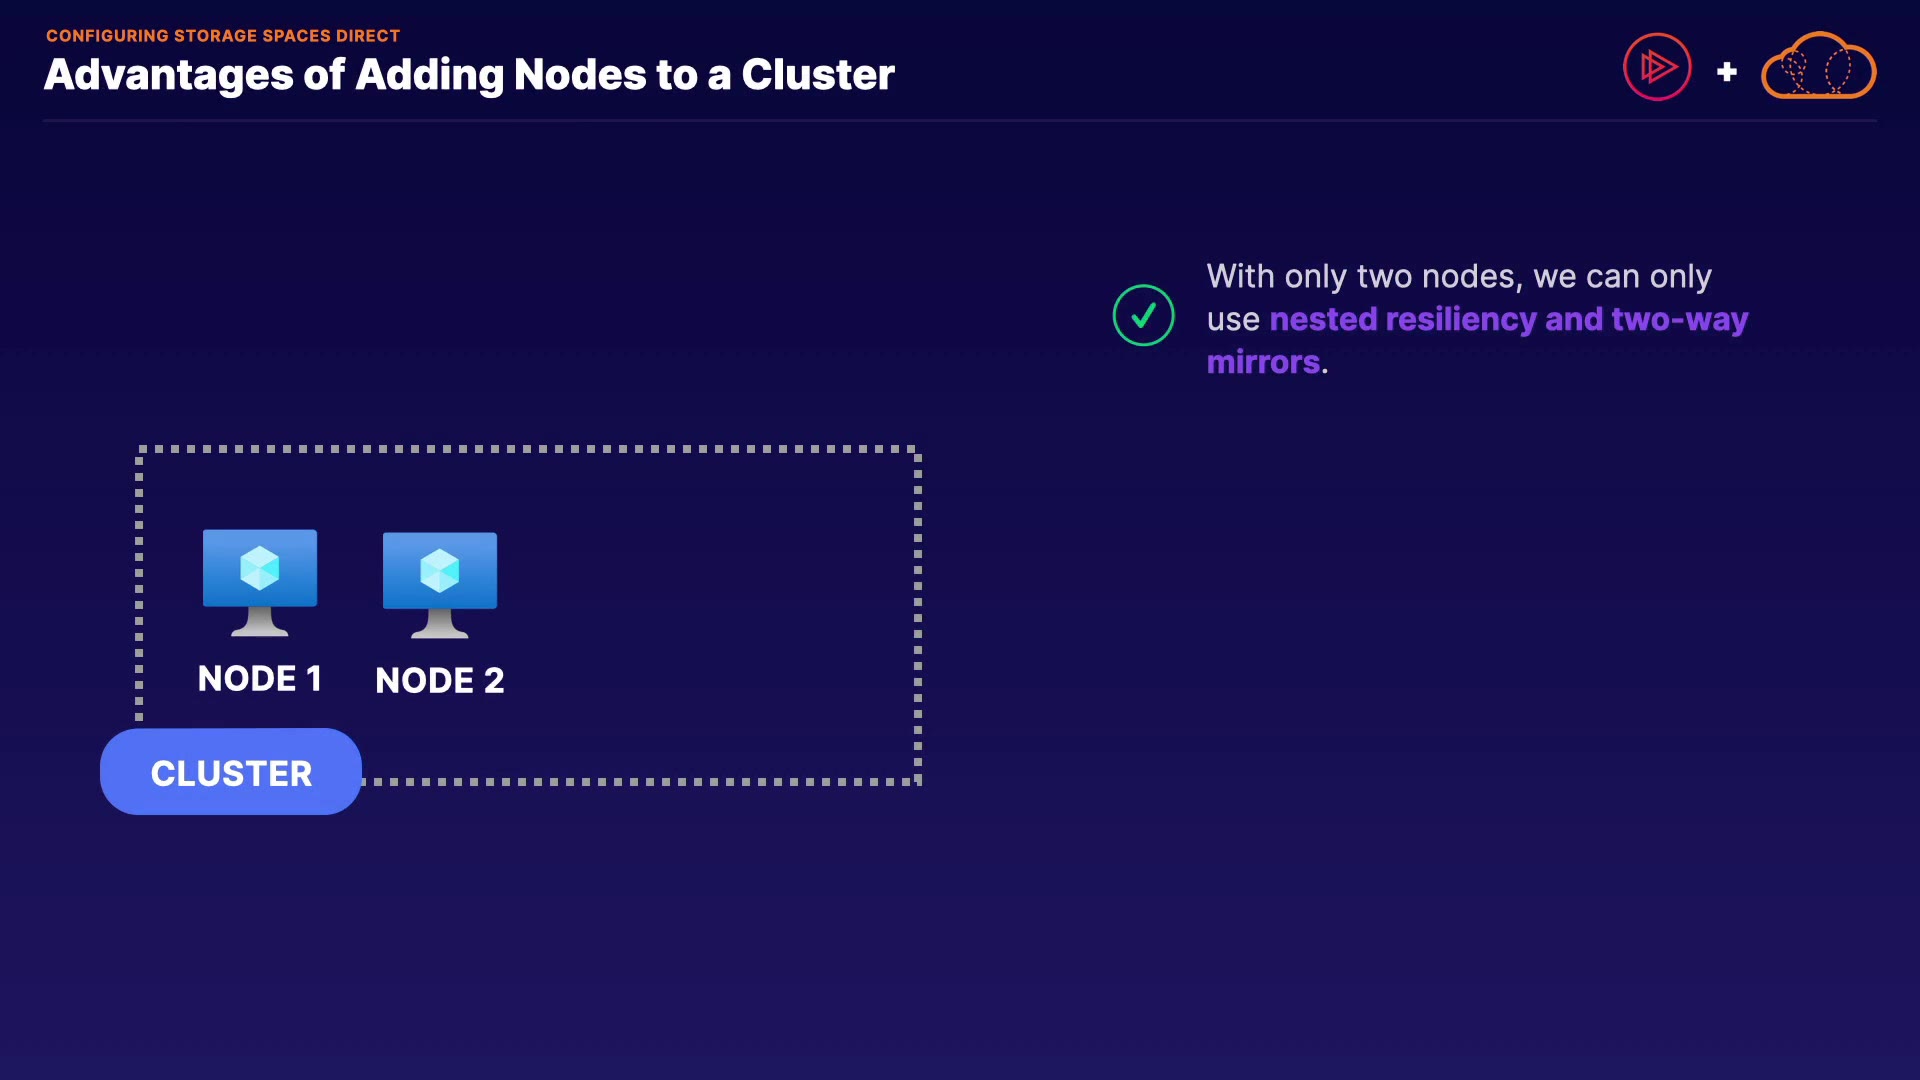 CONFIGURING STORAGE SPACES DIRECT
Advantages of Adding Nodes to a Cluster
With only two nodes, we can only
use nested resiliency and two-way
mirrors.
NODE 1
NODE 2
CLUSTER